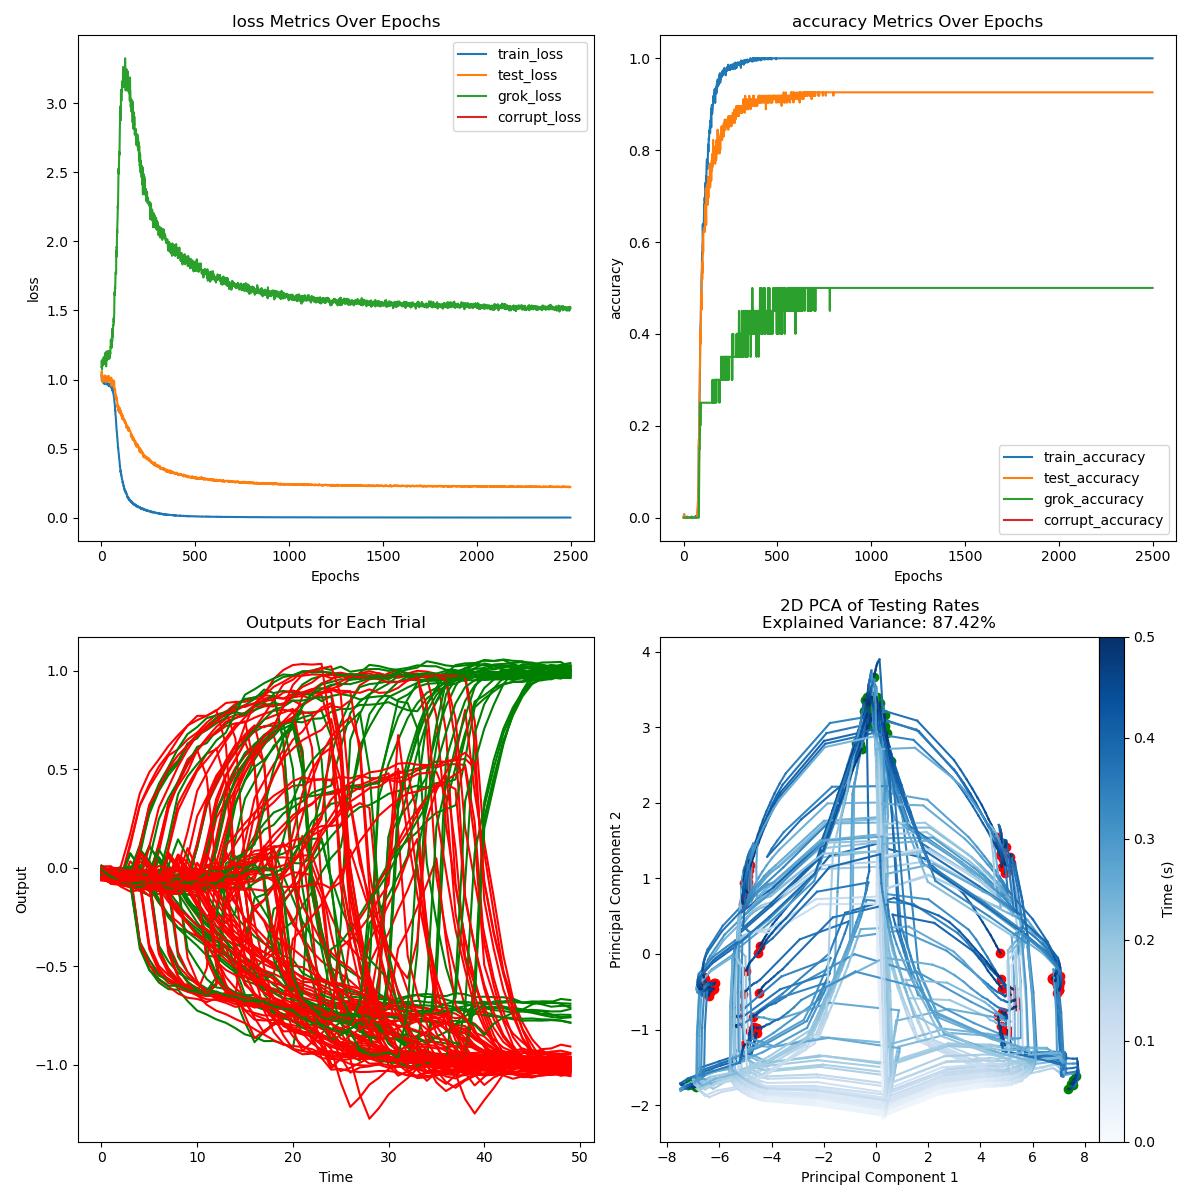 loss Metrics Over Epochs
loss
3.0
2.5
2.0
1.5
1.0
0.5
0.0
0
500
1000
1500
2000
2500
Epochs
train_loss
test_loss
grok_loss
corrupt_loss
accuracy Metrics Over Epochs
accuracy
1.0
0.8
0.6
0.4
0.2
0.0
0
500
1000
1500
2000
2500
Epochs
train_accuracy
test_accuracy
grok_accuracy
corrupt_accuracy
Outputs for Each Trial
Output
1.0
0.5
0.0
−0.5
−1.0
0
10
20
30
40
50
Time
2D PCA of Testing Rates
Explained Variance: 87.42%
Principal Component 2
4
3
2
1
0
−1
−2
−8
−6
−4
−2
0
2
4
6
8
Principal Component 1
0.5
0.4
0.3
0.2
0.1
0.0
Time (s)